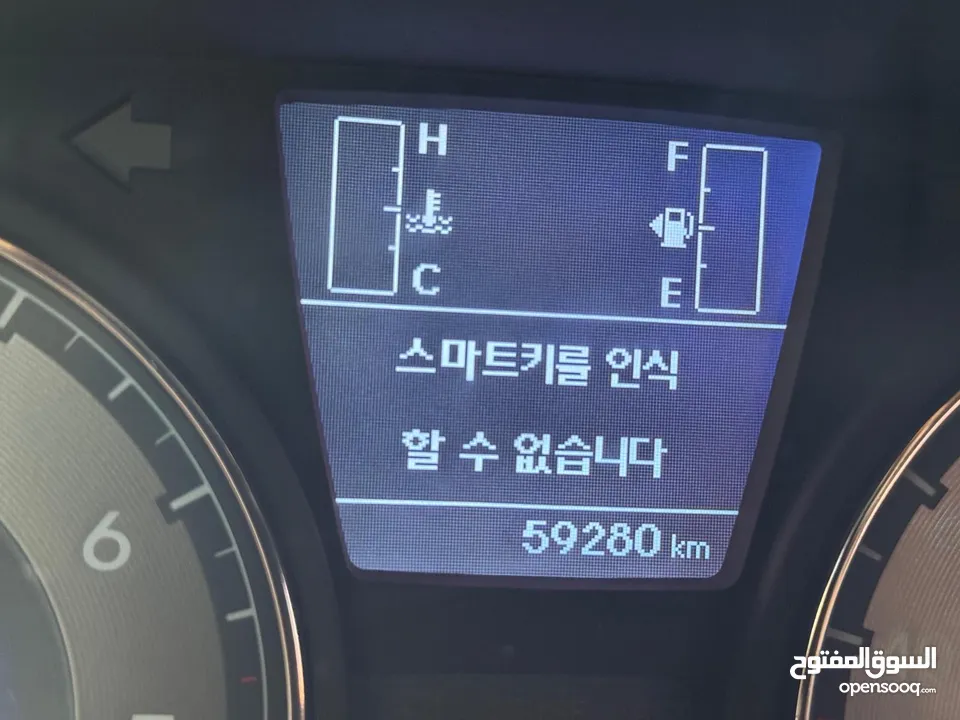 H
F
C
E
스마트키를 인식
할 수 없습니다
59280 km
6
السوق المفتوح
opensooq.com